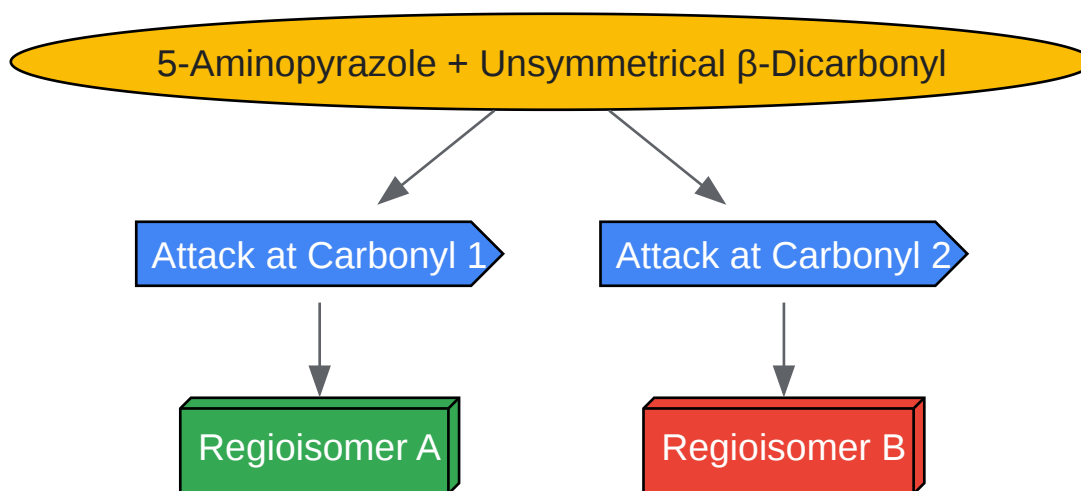 5-Aminopyrazole + Unsymmetrical β-Dicarbonyl
Attack at Carbonyl 1
Attack at Carbonyl 2
Regioisomer A
Regioisomer B